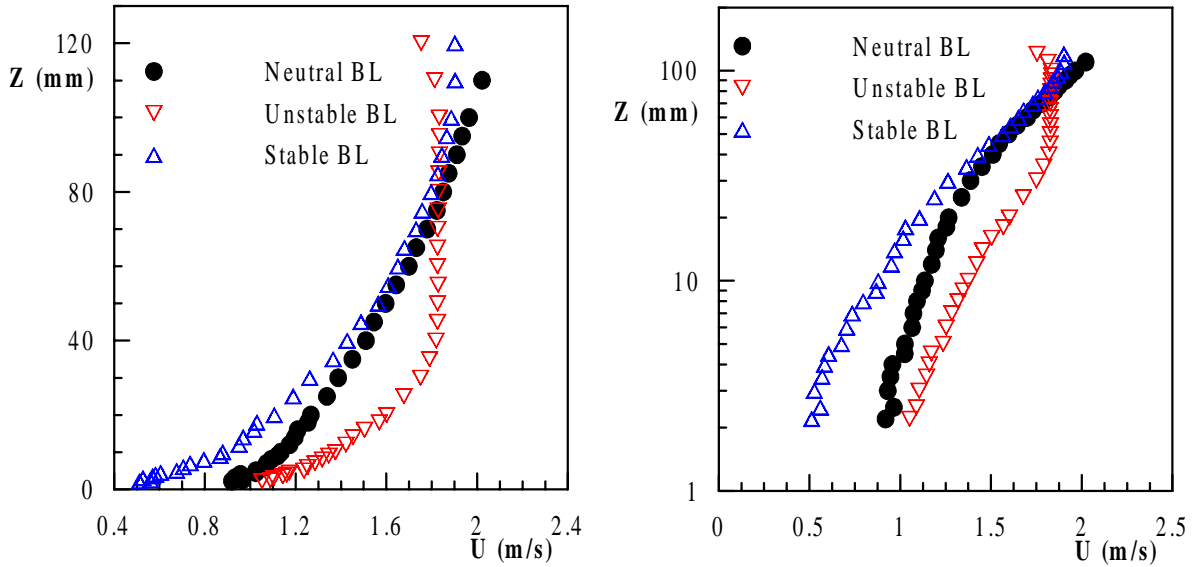 120
Z (mm)
Neutral BL
Unstable BL
Stable BL
80
40
0
0.4
0.8
1.2
1.6
2
2.4
U (m/s)
100
Z (mm)
Neutral BL
Unstable BL
Stable BL
10
1
0
0.5
1
1.5
2
2.5
U (m/s)